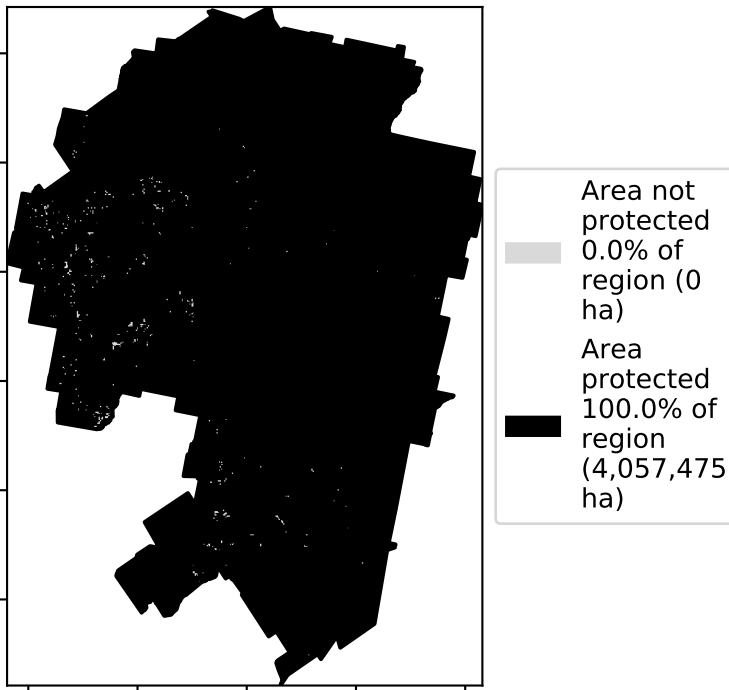 Area not
protected
0.0% of
region (0
ha)
Area
protected
100.0% of
region
(4,057,475
ha)